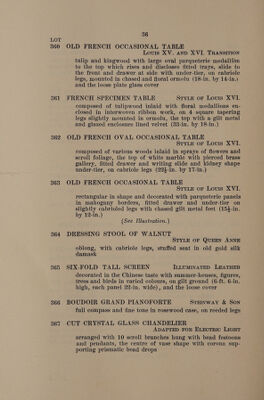 36
LOT
360 OLD FRENCH OCCASIONAL TABLE
LOUIS XV. AND XVI. TRANSITION
tulip and kingwood with large oval parqueterie medallion
to the top which rises and discloses fitted trays, slide to
the front and drawer at side with under-tier, on cabriole
legs, mounted in chased and floral ormolu (18-in. by 14-in.)
and the loose plate glass cover
361 FRENCH SPECIMEN TABLE STYLE OF LOUIS XVI.
composed of tulipwood inlaid with floral medallions en-
closed in interwoven ribbon work, on 4 square tapering
legs slightly mounted in ormolu, the top with a gilt metal
and glazed enclosure lined velvet (33-in. by 18-in.)
362 OLD FRENCH OVAL OCCASIONAL TABLE
STYLE OF LOUIS XVI.
composed of various woods inlaid in sprays of flowers and
scroll foliage, the top of white marble with pierced brass
gallery, fitted drawer and writing slide and kidney shape
under-tier, on cabriole legs (22½-in. by 17-in.)
363 OLD FRENCH OCCASIONAL TABLE
STYLE OF LOUIS XVI.
rectangular in shape and decorated with parqueterie panels
in mahogany borders, fitted drawer and under-tier on
slightly cabrioled legs with chased gilt metal feet (15½-in.
by 12-in.)
(See Illustration.)
364 DRESSING STOOL OF WALNUT
STYLE OF QUEEN ANNE
oblong, with cabriole legs, stuffed seat in old gold silk
damask
365 SIX-FOLD TALL SCREEN ILLUMINATED LEATHER
decorated in the Chinese taste with summer-houses, figures,
trees and birds in varied colours, on gilt ground (6 ft. 6-in.
high, each panel 22-in. wide), and the loose cover
366 BOUDOIR GRAND PIANOFORTE STEINWAY & SON
full compass and fine tone in rosewood case, on reeded legs
367 CUT CRYSTAL GLASS CHANDELIER
ADAPTED FOR ELECTRIC LIGHT
arranged with 10 scroll branches hung with bead festoons
and pendants, the centre of vase shape with corona sup-
porting prismatic bead drops